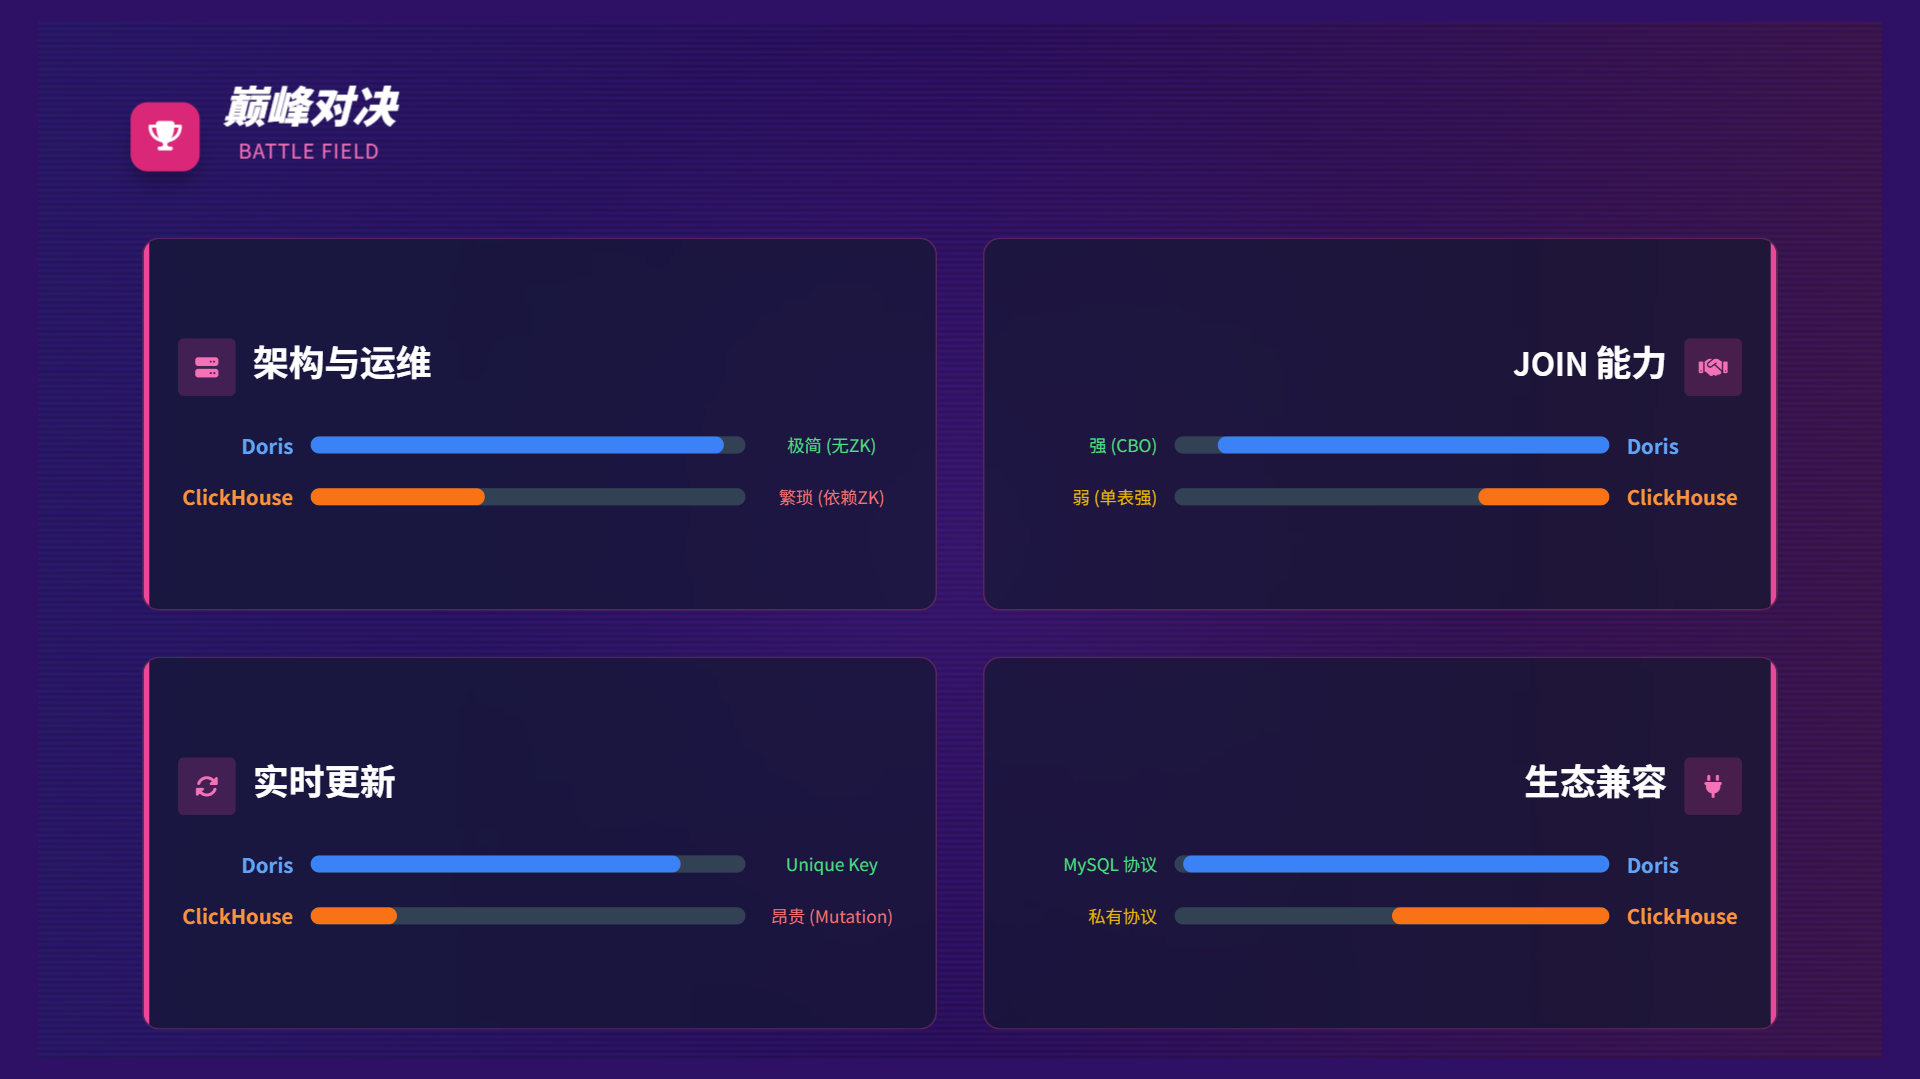 巅峰对决
BATTLE FIELD
架构与运维
Doris
极简 (无ZK)
ClickHouse
繁琐 (依赖ZK)
JOIN 能力
强 (CBO)
Doris
弱 (单表强)
ClickHouse
实时更新
Doris
Unique Key
ClickHouse
昂贵 (Mutation)
生态兼容
MySQL 协议
Doris
私有协议
ClickHouse